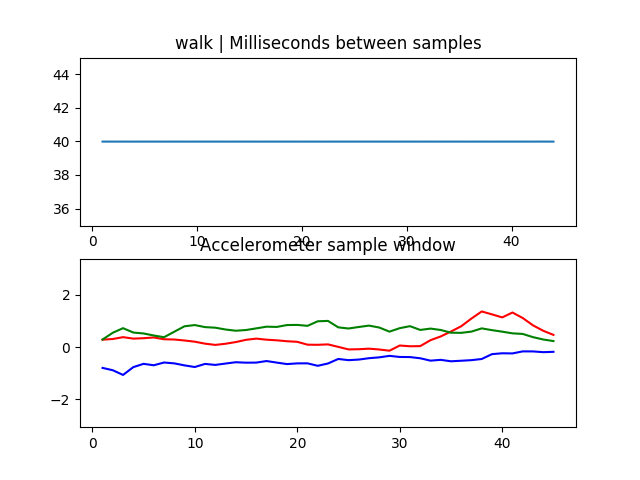 walk | Milliseconds between samples
44
42
40
38
36
0 10 20 30 40
Accelerometer sample window
2
0
−2
0 10 20 30 40